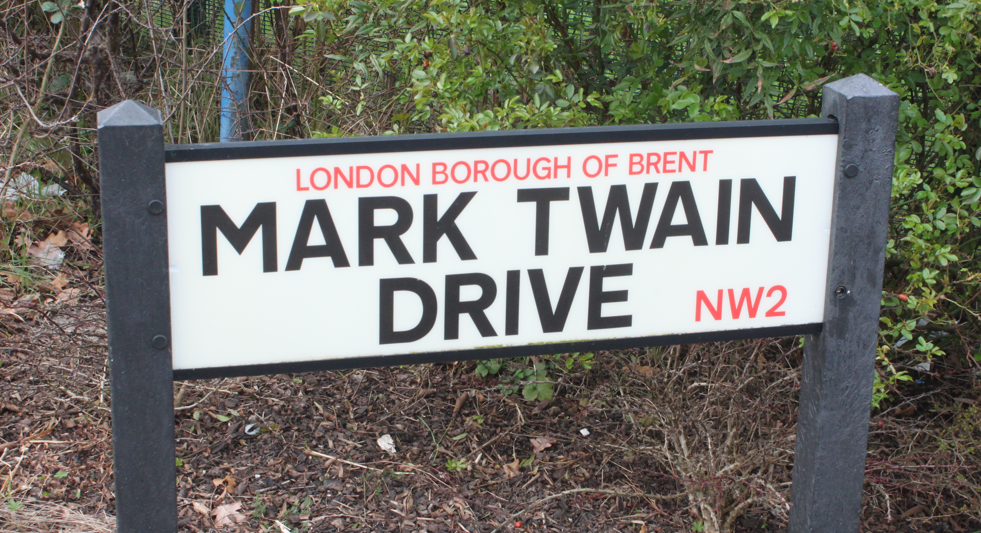 LONDON BOROUGH OF BRENT
MARK TWAIN
DRIVE
NW2